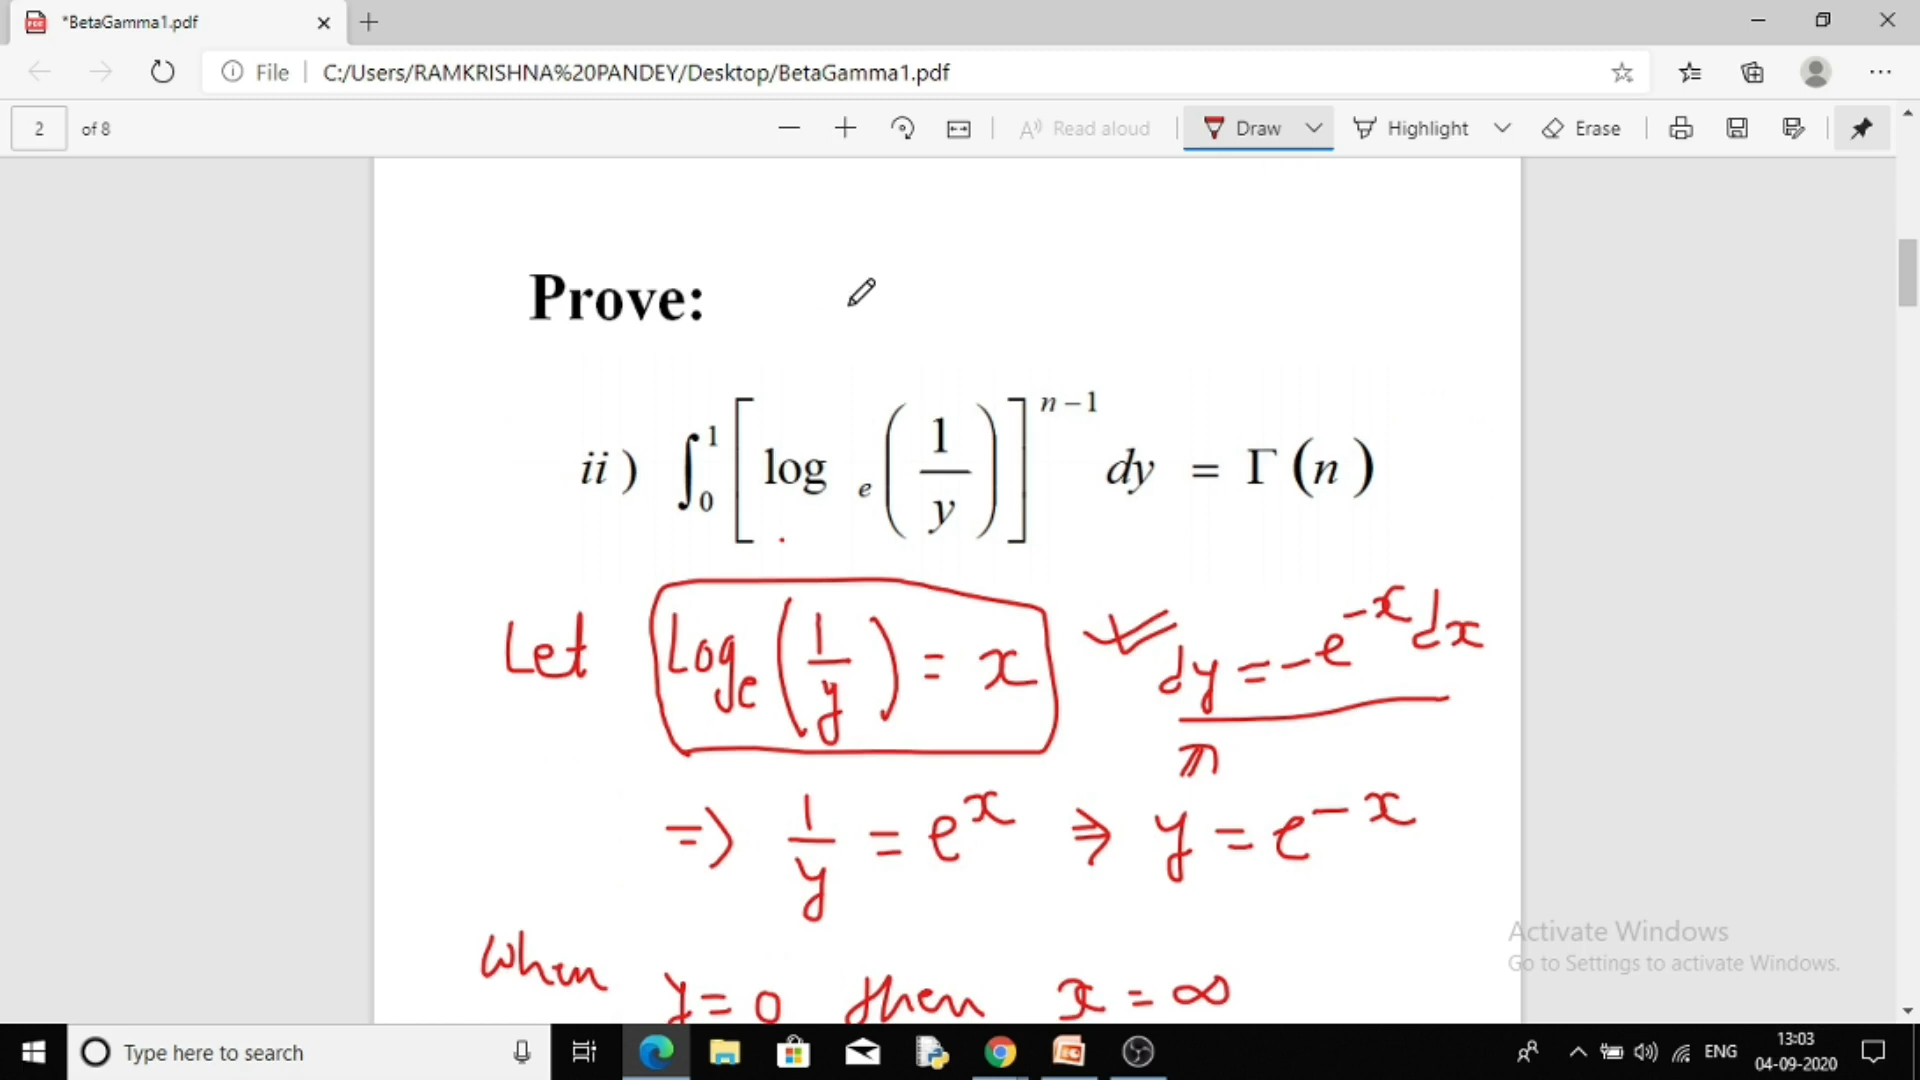 *BetaGamma1.pdf
File | C:/Users/RAMKRISHNA%20PANDEY/Desktop/BetaGamma1.pdf
2 of 8 Read aloud Draw Highlight Erase
Prove:
ii ) ∫₀¹ [ log ₑ ( 1/y ) ]ⁿ⁻¹ dy = Γ (n)
Let Logₑ (1/y) = x dy = -e⁻ˣ dx
=> 1/y = eˣ => y = e⁻ˣ
When y = 0 then x = ∞
Activate Windows
Go to Settings to activate Windows.
Type here to search
ENG
13:03
04-09-2020